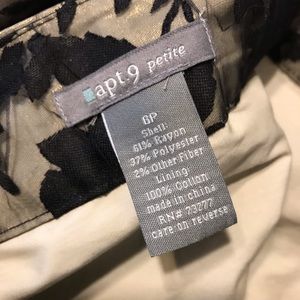 apt.9 petite
6P
Shell:
61% Rayon
37% Polyester
2% Other Fiber
Lining:
100% Cotton
made in china
RN# 73277
care on reverse